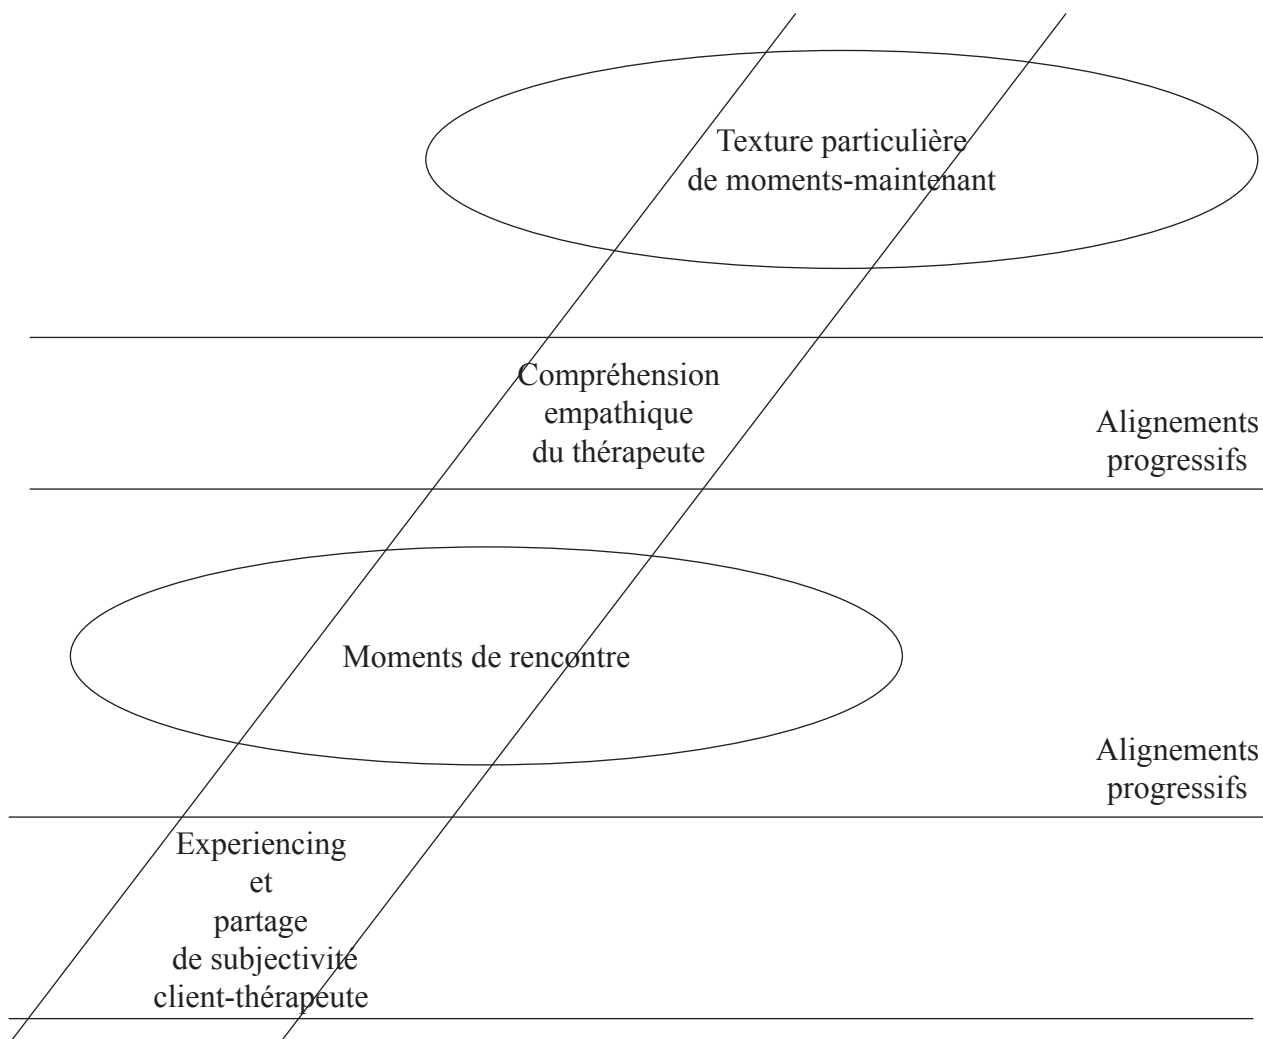 Texture particulière
de moments-maintenant
Compréhension
empathique
du thérapeute
Alignements
progressifs
Moments de rencontre
Alignements
progressifs
Experiencing
et
partage
de subjectivité
client-thérapeute